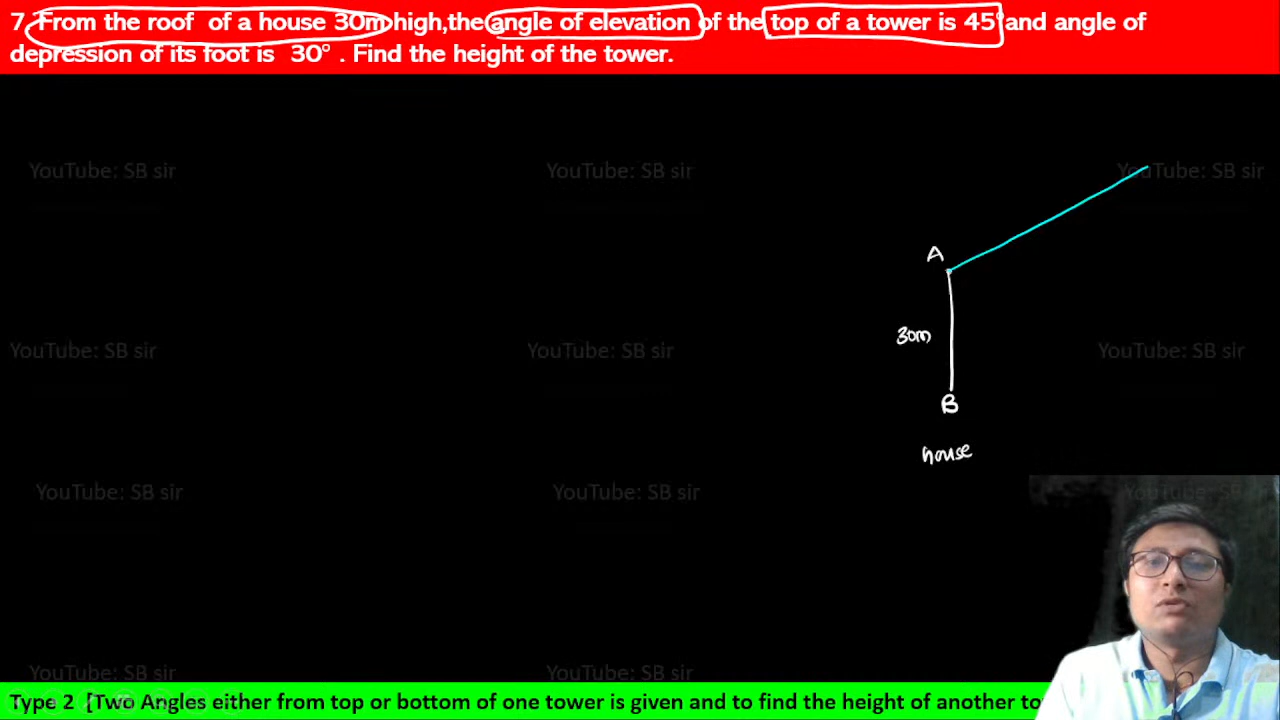 7. From the roof of a house 30m high,the angle of elevation of the top of a tower is 45° and angle of
depression of its foot is 30° . Find the height of the tower.
YouTube: SB sir YouTube: SB sir YouTube: SB sir
A
30m
YouTube: SB sir YouTube: SB sir YouTube: SB sir
B
house
YouTube: SB sir YouTube: SB sir YouTube: SB sir
YouTube: SB sir YouTube: SB sir
Type 2 [Two Angles either from top or bottom of one tower is given and to find the height of another to